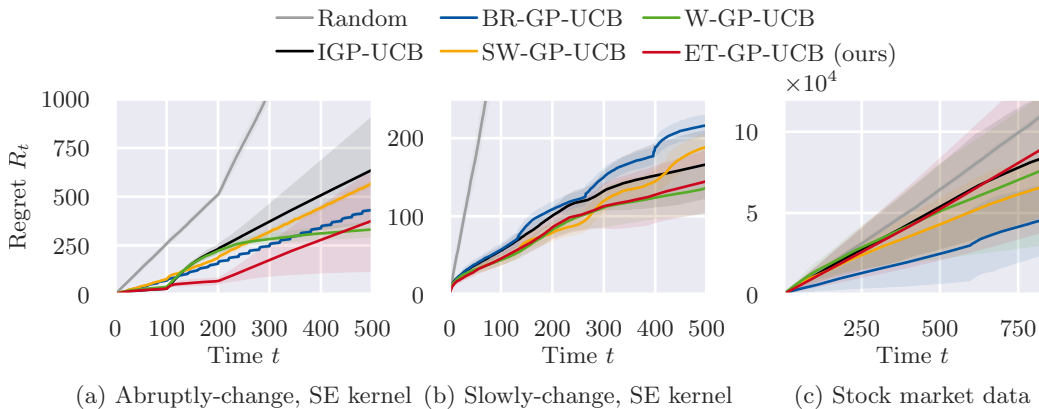 Random BR-GP-UCB W-GP-UCB
IGP-UCB SW-GP-UCB ET-GP-UCB (ours)
×10⁴
Regret R_t
1000
750
500
250
0
0 100 200 300 400 500
Time t
200
100
0
0 100 200 300 400 500
Time t
10
5
0
250 500 750
Time t
(a) Abruptly-change, SE kernel
(b) Slowly-change, SE kernel
(c) Stock market data